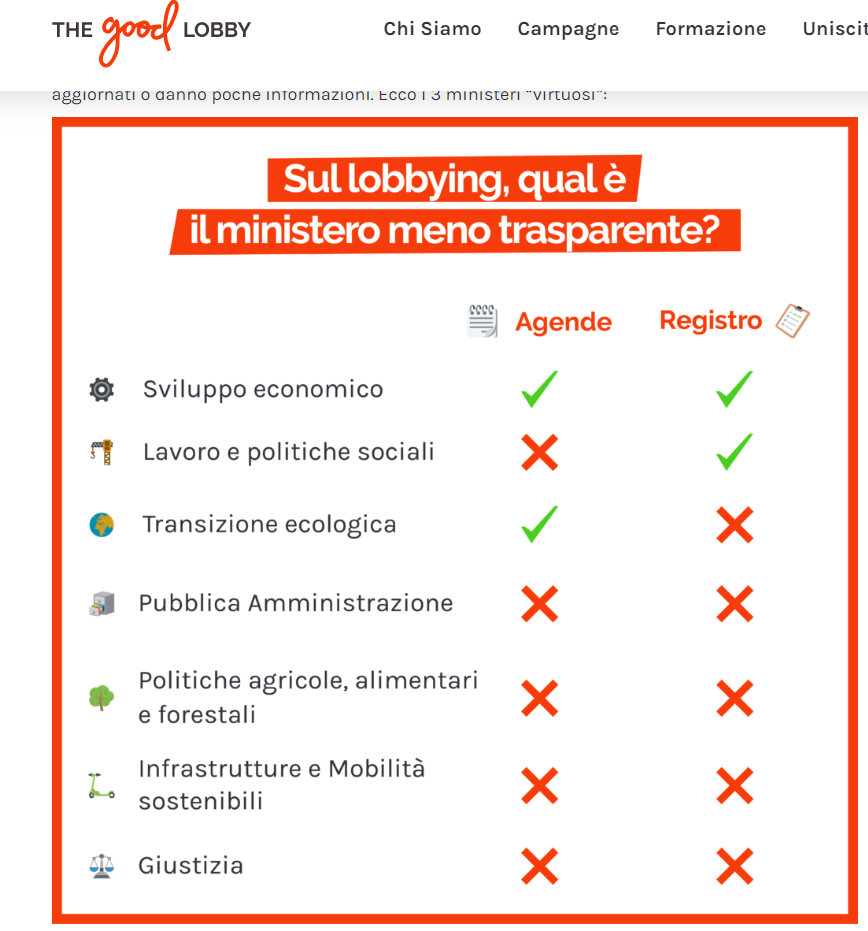 THE good LOBBY
Chi Siamo Campagne Formazione Uniscit
aggiornati o danno poche informazioni. Ecco i 3 ministeri "virtuosi":
Sul lobbying, qual è
il ministero meno trasparente?
Agende Registro
Sviluppo economico
Lavoro e politiche sociali
Transizione ecologica
Pubblica Amministrazione
Politiche agricole, alimentari
e forestali
Infrastrutture e Mobilità
sostenibili
Giustizia